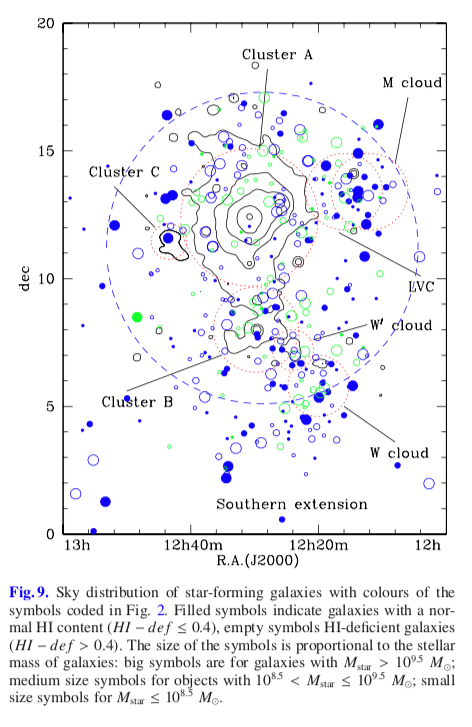 20
Cluster A
M cloud
15
Cluster C
dec
10
LVC
W' cloud
Cluster B
5
W cloud
Southern extension
0
13h 12h40m 12h20m 12h
R.A.(J2000)
Fig. 9. Sky distribution of star-forming galaxies with colours of the
symbols coded in Fig. 2. Filled symbols indicate galaxies with a nor-
mal HI content (HI − def ≤ 0.4), empty symbols HI-deficient galaxies
(HI − def > 0.4). The size of the symbols is proportional to the stellar
mass of galaxies: big symbols are for galaxies with Mstar > 10^9.5 M⊙;
medium size symbols for objects with 10^8.5 < Mstar ≤ 10^9.5 M⊙; small
size symbols for Mstar ≤ 10^8.5 M⊙.